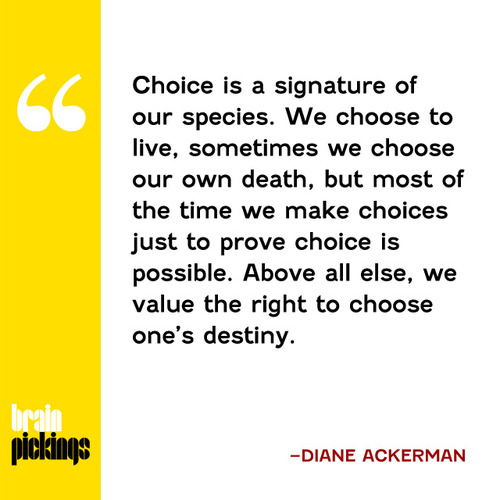 “
Choice is a signature of
our species. We choose to
live, sometimes we choose
our own death, but most of
the time we make choices
just to prove choice is
possible. Above all else, we
value the right to choose
one’s destiny.
brain
pickings
–DIANE ACKERMAN